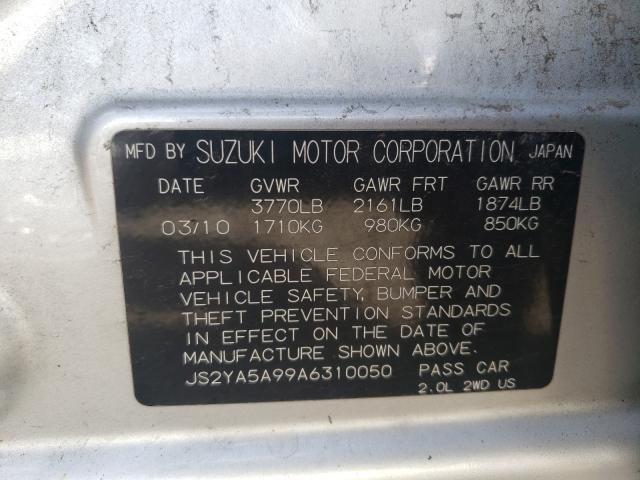 MFD BY SUZUKI MOTOR CORPORATION JAPAN
DATE GVWR GAWR FRT GAWR RR
3770LB 2161LB 1874LB
03/10 1710KG 980KG 850KG
THIS VEHICLE CONFORMS TO ALL
APPLICABLE FEDERAL MOTOR
VEHICLE SAFETY, BUMPER AND
THEFT PREVENTION STANDARDS
IN EFFECT ON THE DATE OF
MANUFACTURE SHOWN ABOVE.
JS2YA5A99A6310050 PASS CAR
2.0L 2WD US